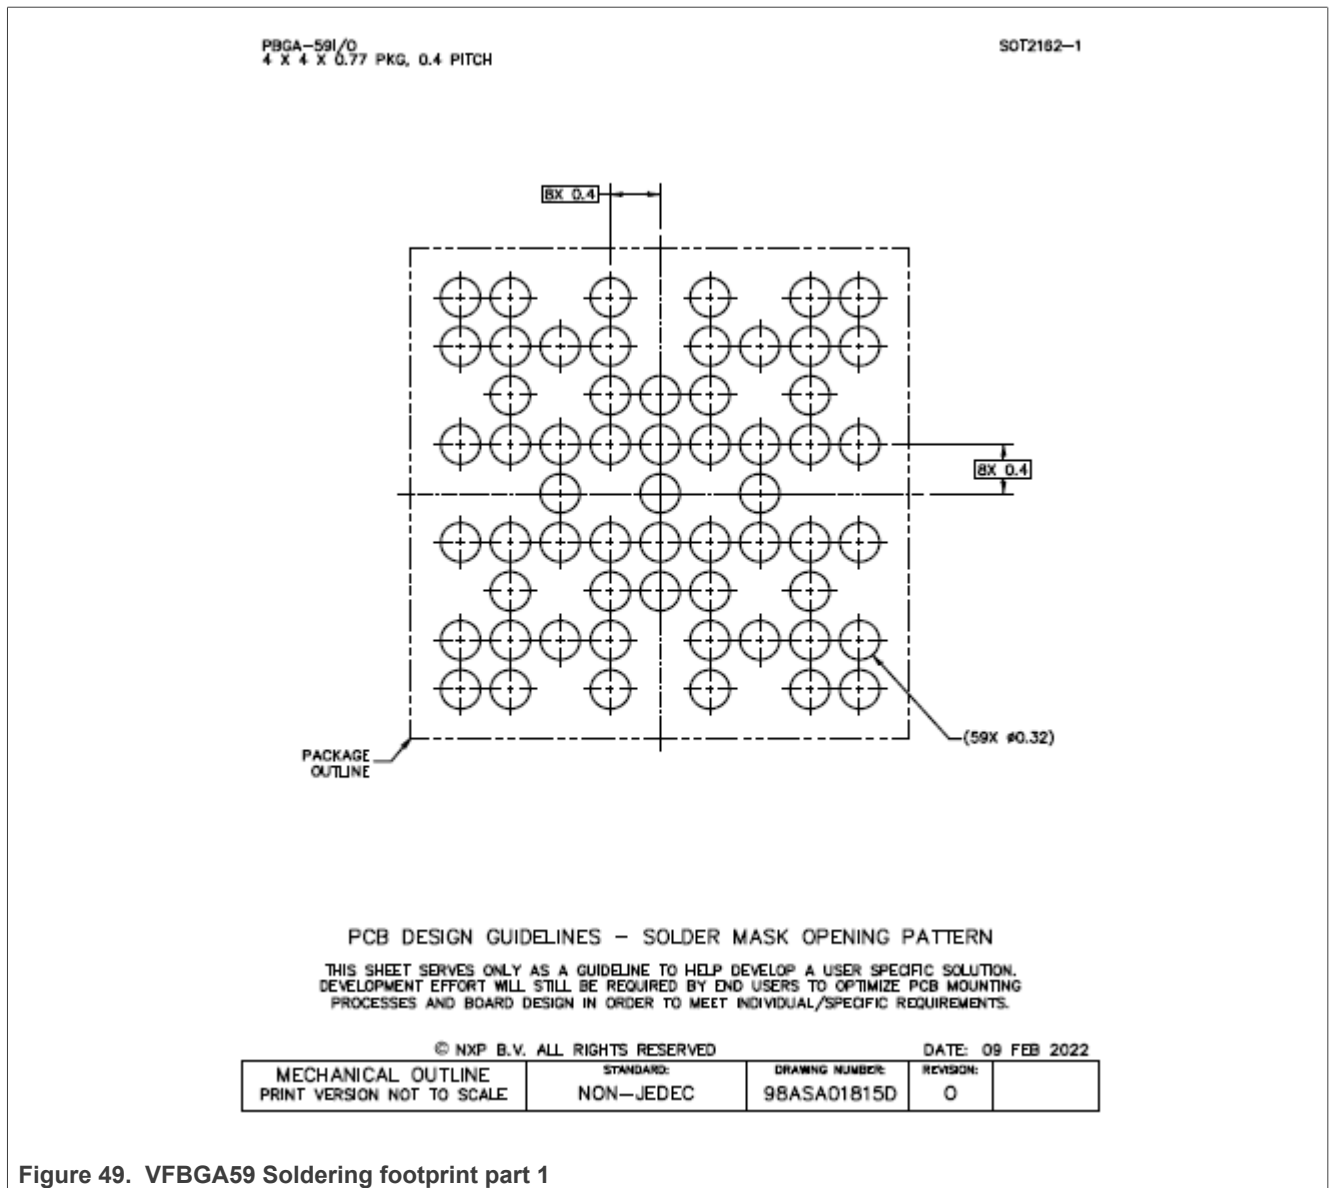 PBGA-59I/O
4 X 4 X 0.77 PKG, 0.4 PITCH
SOT2162-1
8X 0.4
8X 0.4
(59X ⌀0.32)
PACKAGE
OUTLINE
PCB DESIGN GUIDELINES - SOLDER MASK OPENING PATTERN
THIS SHEET SERVES ONLY AS A GUIDELINE TO HELP DEVELOP A USER SPECIFIC SOLUTION.
DEVELOPMENT EFFORT WILL STILL BE REQUIRED BY END USERS TO OPTIMIZE PCB MOUNTING
PROCESSES AND BOARD DESIGN IN ORDER TO MEET INDIVIDUAL/SPECIFIC REQUIREMENTS.
© NXP B.V. ALL RIGHTS RESERVED
DATE: 09 FEB 2022
MECHANICAL OUTLINE
PRINT VERSION NOT TO SCALE
STANDARD:
NON-JEDEC
DRAWING NUMBER:
98ASA01815D
REVISION:
O
Figure 49. VFBGA59 Soldering footprint part 1